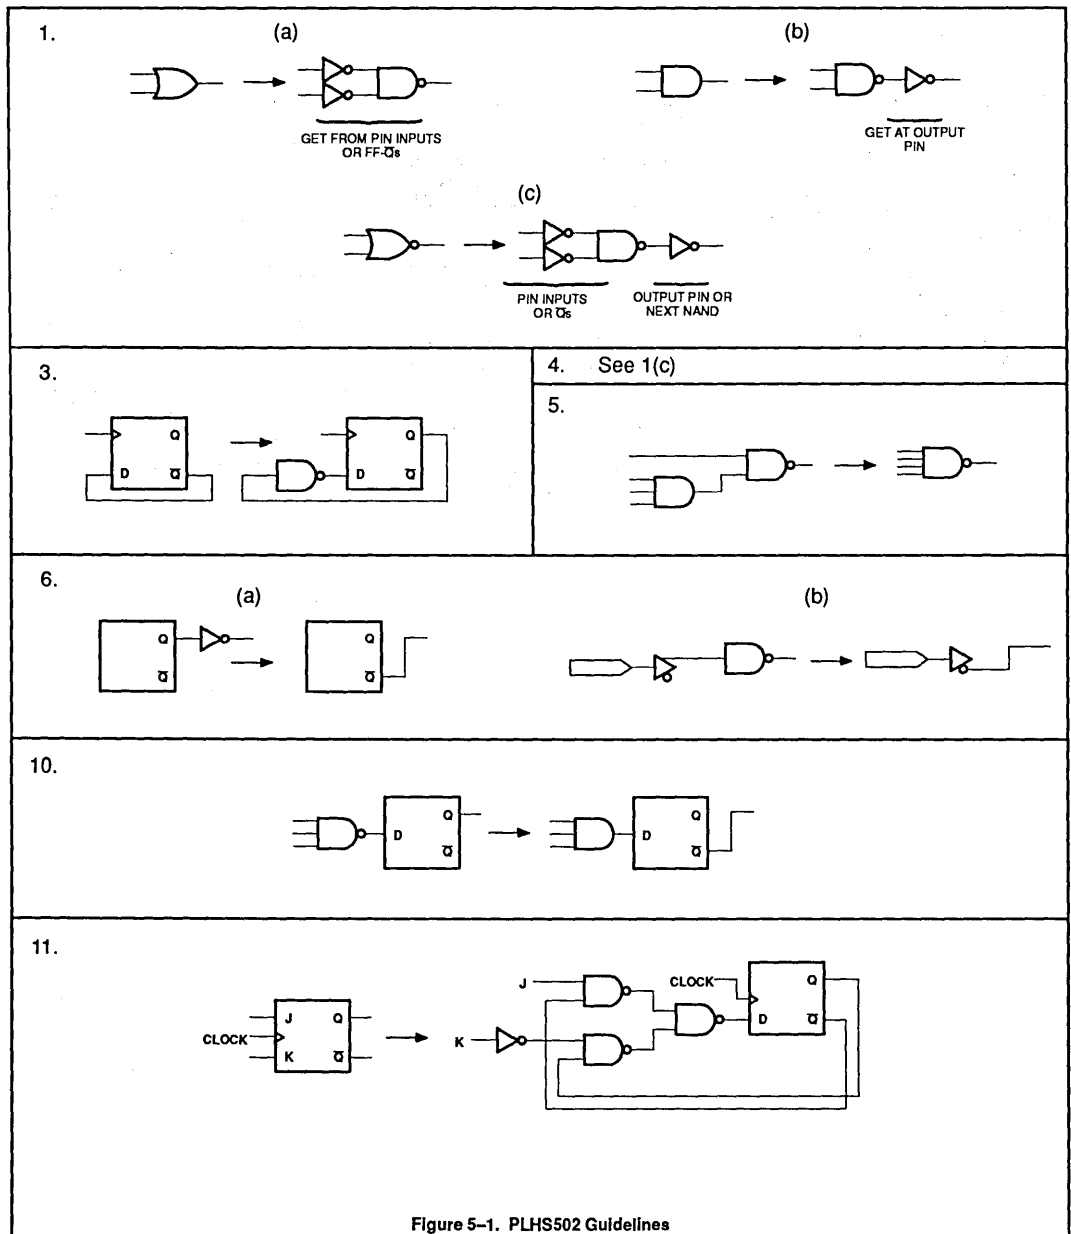 1.
(a)
(b)
GET FROM PIN INPUTS
OR FF-Q̅s
GET AT OUTPUT
PIN
(c)
PIN INPUTS
OR Q̅s
OUTPUT PIN OR
NEXT NAND
3.
Q
D
Q̅
Q
D
Q̅
4. See 1(c)
5.
6.
(a)
Q
Q̅
Q
Q̅
(b)
10.
D
Q
Q̅
D
Q
Q̅
11.
J
Q
CLOCK
K
Q̅
J
K
CLOCK
Q
D
Q̅
Figure 5–1. PLHS502 Guidelines